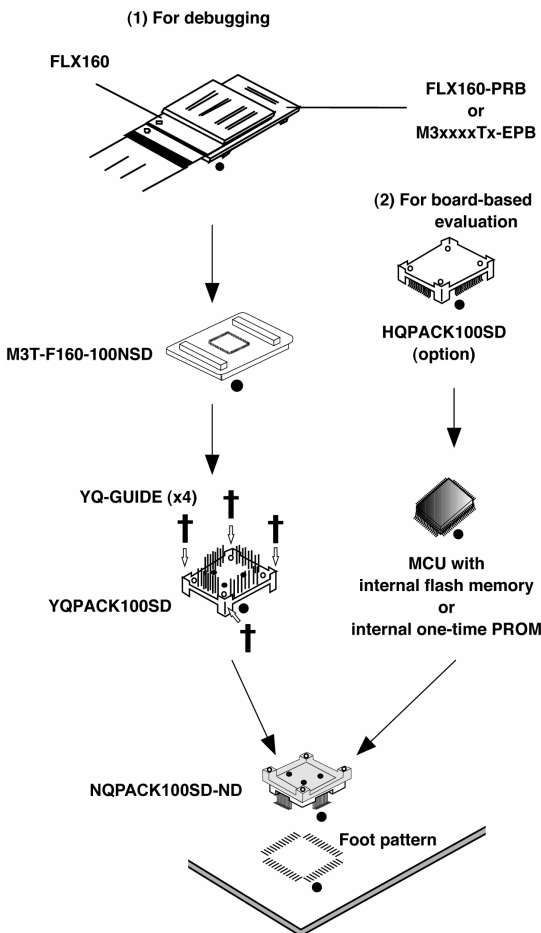 (1) For debugging
FLX160
FLX160-PRB
or
M3xxxxTx-EPB
(2) For board-based
evaluation
HQPACK100SD
(option)
M3T-F160-100NSD
YQ-GUIDE (x4)
YQPACK100SD
MCU with
internal flash memory
or
internal one-time PROM
NQPACK100SD-ND
Foot pattern